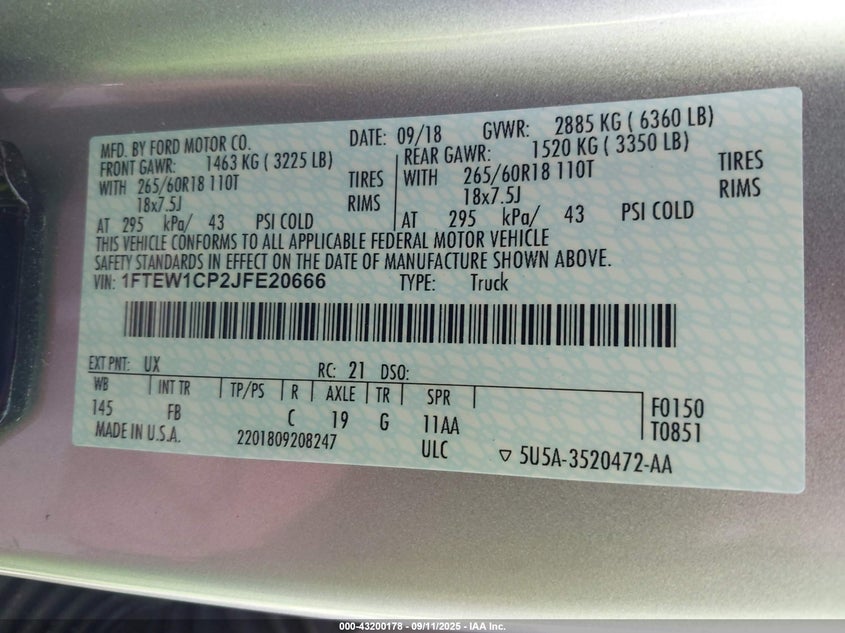 MFD. BY FORD MOTOR CO. DATE: 09/18 GVWR: 2885 KG ( 6360 LB)
FRONT GAWR: 1463 KG ( 3225 LB) REAR GAWR: 1520 KG ( 3350 LB)
WITH 265/60R18 110T TIRES WITH 265/60R18 110T TIRES
18x7.5J RIMS 18x7.5J RIMS
AT 295 kPa/ 43 PSI COLD AT 295 kPa/ 43 PSI COLD
THIS VEHICLE CONFORMS TO ALL APPLICABLE FEDERAL MOTOR VEHICLE
SAFETY STANDARDS IN EFFECT ON THE DATE OF MANUFACTURE SHOWN ABOVE.
VIN: 1FTEW1CP2JFE20666 TYPE: Truck
EXT PNT: UX RC: 21 DSO:
WB INT TR TP/PS R AXLE TR SPR
145 FB C 19 G 11AA F0150
MADE IN U.S.A. 2201809208247 ULC T0851
5U5A-3520472-AA
000-43200178 - 09/11/2025 - IAA Inc.